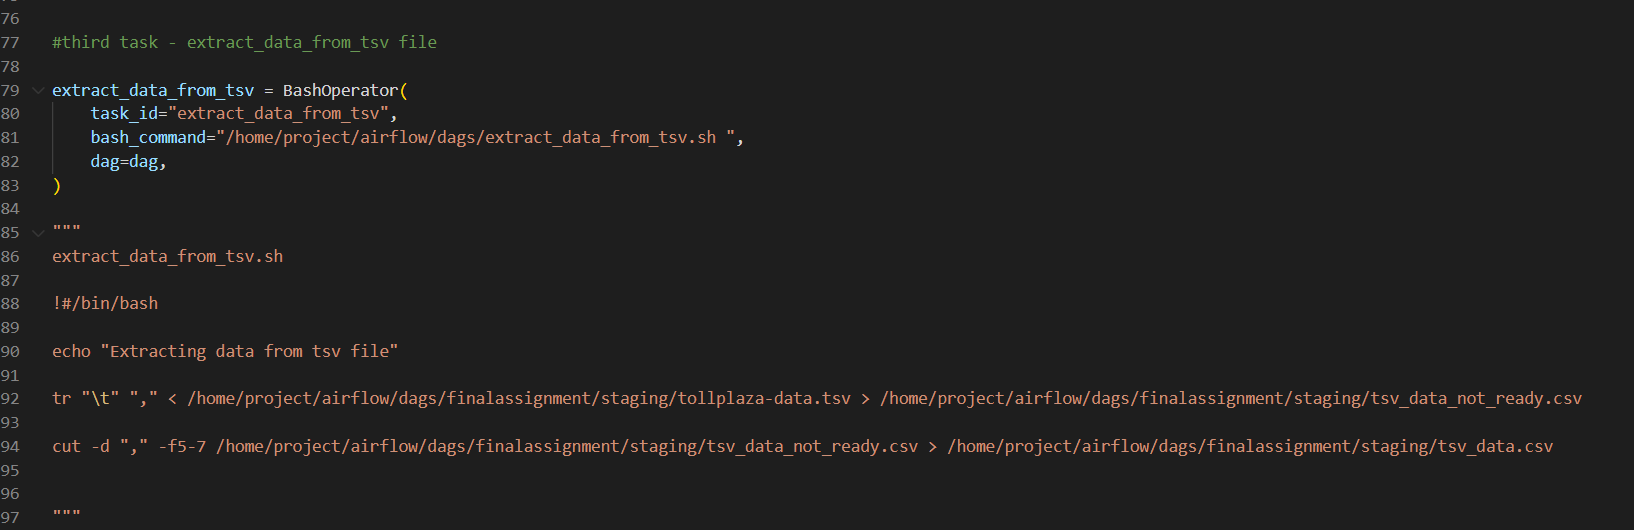 76
77 #third task - extract_data_from_tsv file
78
79 extract_data_from_tsv = BashOperator(
80 task_id="extract_data_from_tsv",
81 bash_command="/home/project/airflow/dags/extract_data_from_tsv.sh ",
82 dag=dag,
83 )
84
85 """
86 extract_data_from_tsv.sh
87
88 !#/bin/bash
89
90 echo "Extracting data from tsv file"
91
92 tr "\t" "," < /home/project/airflow/dags/finalassignment/staging/tollplaza-data.tsv > /home/project/airflow/dags/finalassignment/staging/tsv_data_not_ready.csv
93
94 cut -d "," -f5-7 /home/project/airflow/dags/finalassignment/staging/tsv_data_not_ready.csv > /home/project/airflow/dags/finalassignment/staging/tsv_data.csv
95
96
97 """